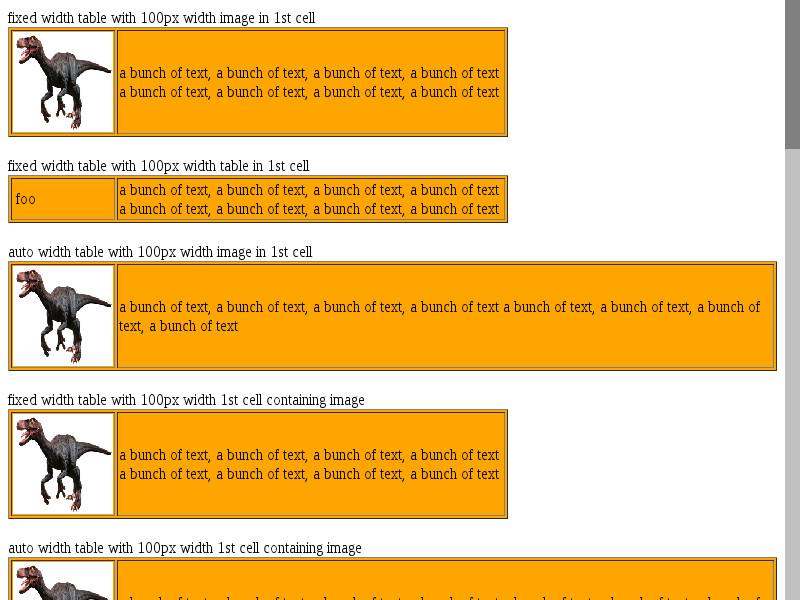 fixed width table with 100px width image in 1st cell
a bunch of text, a bunch of text, a bunch of text, a bunch of text
a bunch of text, a bunch of text, a bunch of text, a bunch of text
fixed width table with 100px width table in 1st cell
foo
a bunch of text, a bunch of text, a bunch of text, a bunch of text
a bunch of text, a bunch of text, a bunch of text, a bunch of text
auto width table with 100px width image in 1st cell
a bunch of text, a bunch of text, a bunch of text, a bunch of text a bunch of text, a bunch of text, a bunch of
text, a bunch of text
fixed width table with 100px width 1st cell containing image
a bunch of text, a bunch of text, a bunch of text, a bunch of text
a bunch of text, a bunch of text, a bunch of text, a bunch of text
auto width table with 100px width 1st cell containing image